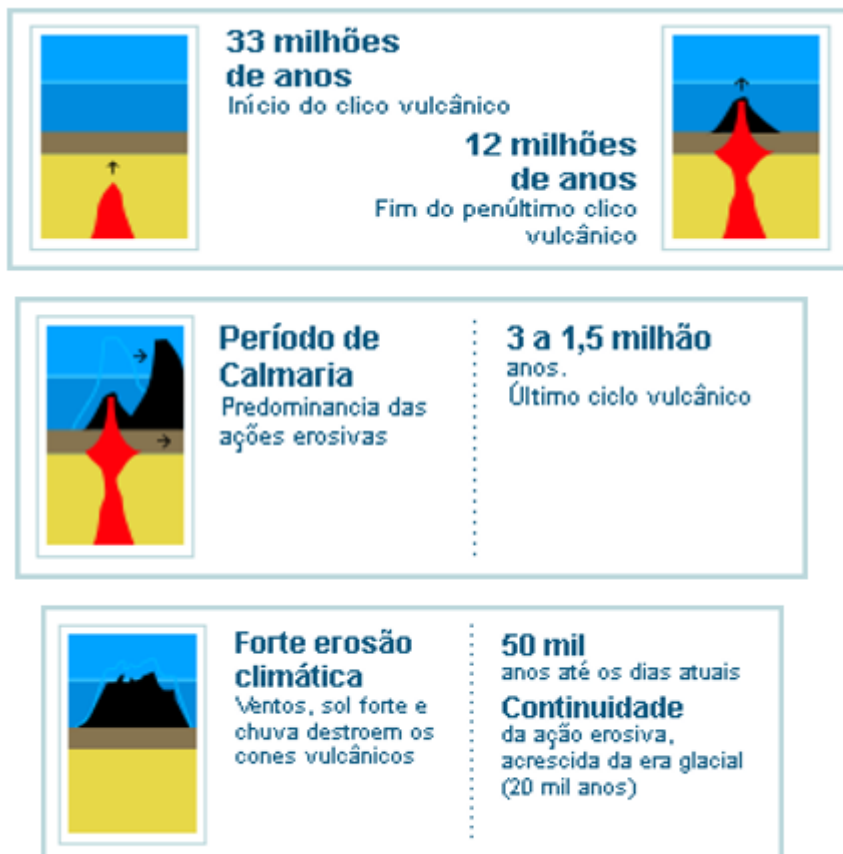 33 milhões
de anos
Início do clico vulcânico
12 milhões
de anos
Fim do penúltimo clico
vulcânico
Período de
Calmaria
Predominancia das
ações erosivas
3 a 1,5 milhão
anos.
Último ciclo vulcânico
Forte erosão
climática
Ventos, sol forte e
chuva destroem os
cones vulcânicos
50 mil
anos até os dias atuais
Continuidade
da ação erosiva,
acrescida da era glacial
(20 mil anos)